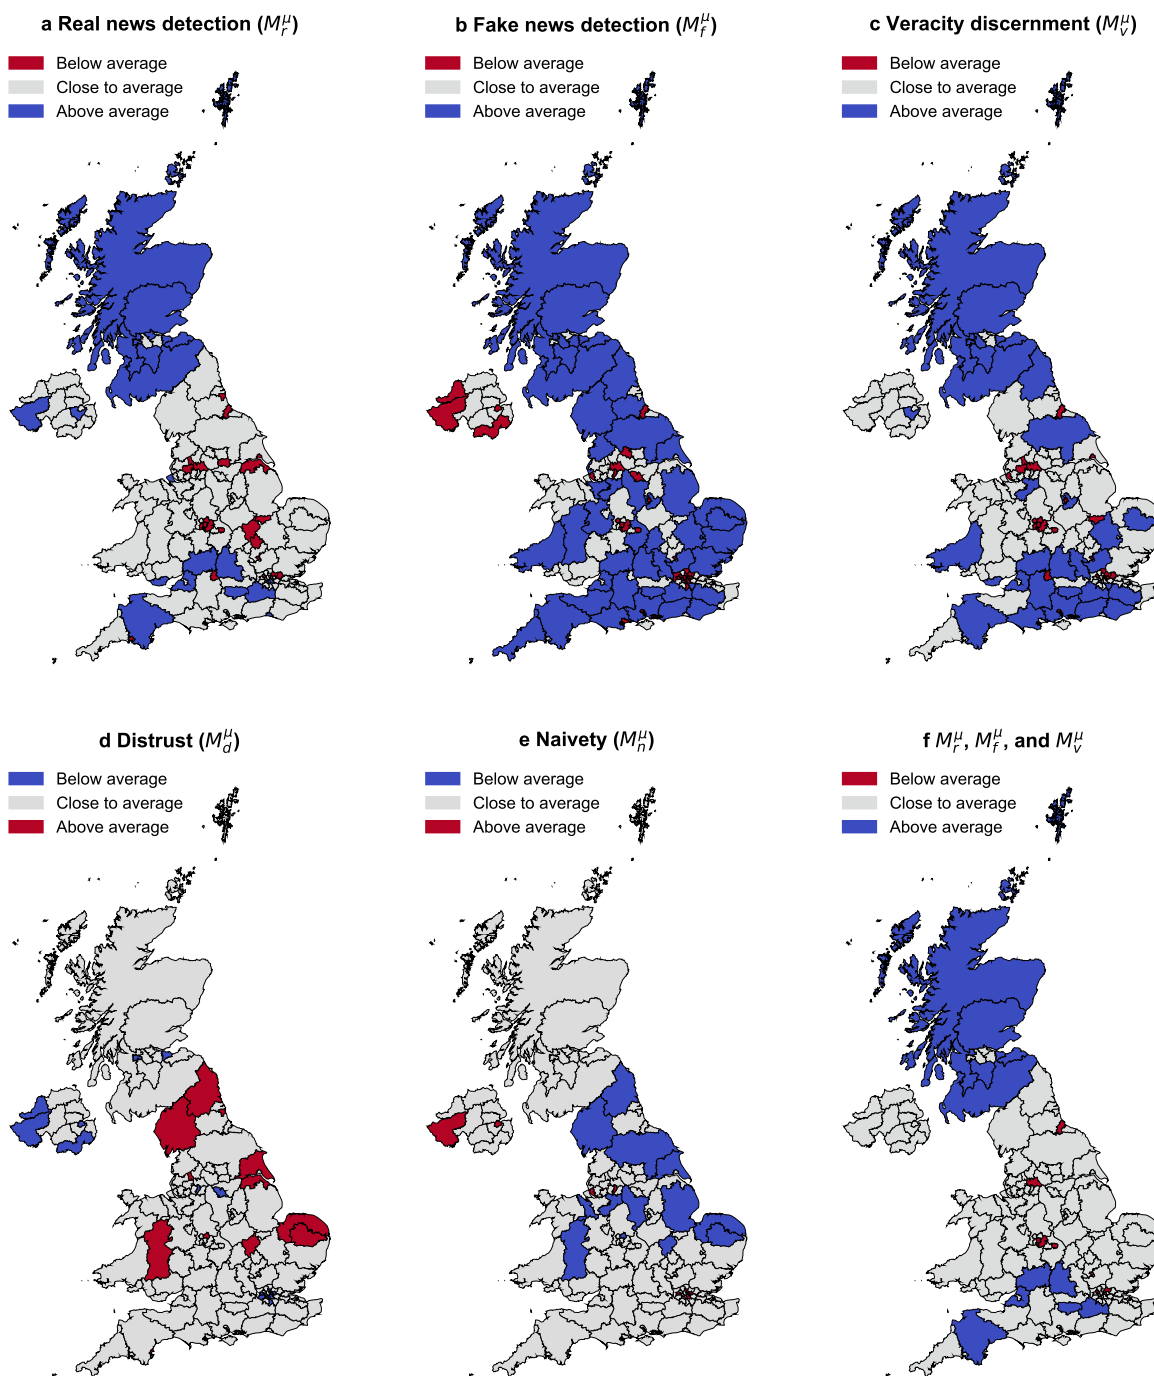 a Real news detection (M_r^μ)
Below average
Close to average
Above average
b Fake news detection (M_f^μ)
Below average
Close to average
Above average
c Veracity discernment (M_v^μ)
Below average
Close to average
Above average
d Distrust (M_d^μ)
Below average
Close to average
Above average
e Naivety (M_n^μ)
Below average
Close to average
Above average
f M_r^μ, M_f^μ, and M_v^μ
Below average
Close to average
Above average